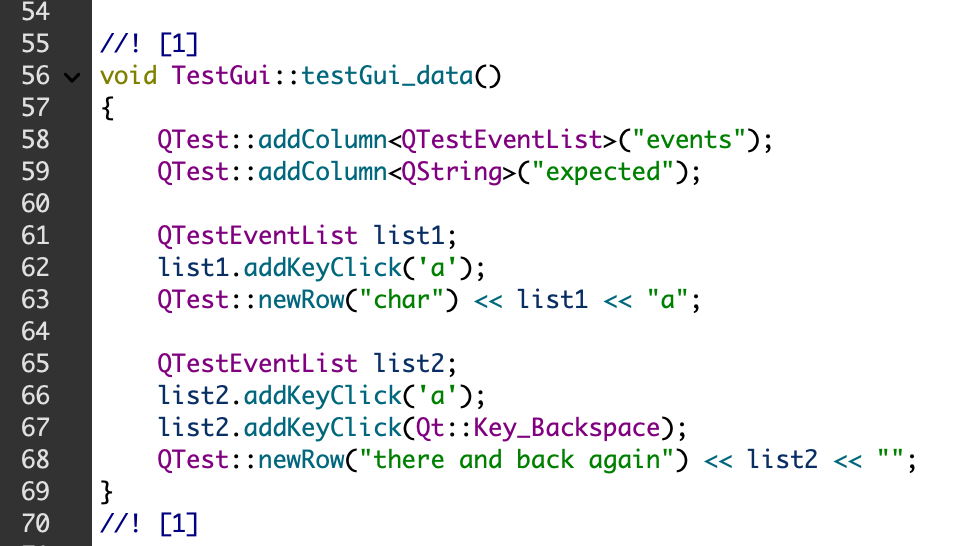 54
55 //! [1]
56 void TestGui::testGui_data()
57 {
58     QTest::addColumn<QTestEventList>("events");
59     QTest::addColumn<QString>("expected");
60
61     QTestEventList list1;
62     list1.addKeyClick('a');
63     QTest::newRow("char") << list1 << "a";
64
65     QTestEventList list2;
66     list2.addKeyClick('a');
67     list2.addKeyClick(Qt::Key_Backspace);
68     QTest::newRow("there and back again") << list2 << "";
69 }
70 //! [1]